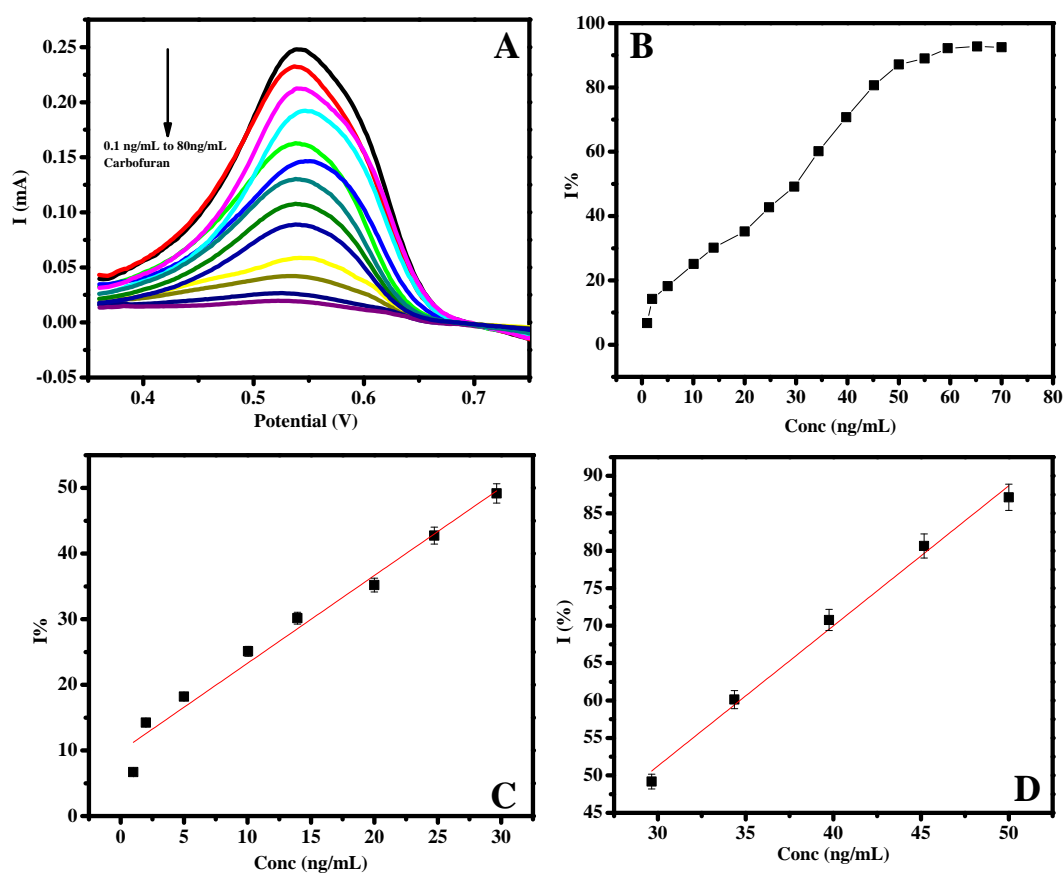 A
0.25
0.20
0.15
0.10
0.05
0.00
-0.05
I (mA)
0.1 ng/mL to 80ng/mL
Carbofuran
0.4 0.5 0.6 0.7
Potential (V)
B
100
80
60
40
20
0
I%
0 10 20 30 40 50 60 70 80
Conc (ng/mL)
50
40
30
20
10
0
I%
C
0 5 10 15 20 25 30
Conc (ng/mL)
90
85
80
75
70
65
60
55
50
45
I (%)
D
30 35 40 45 50
Conc (ng/mL)